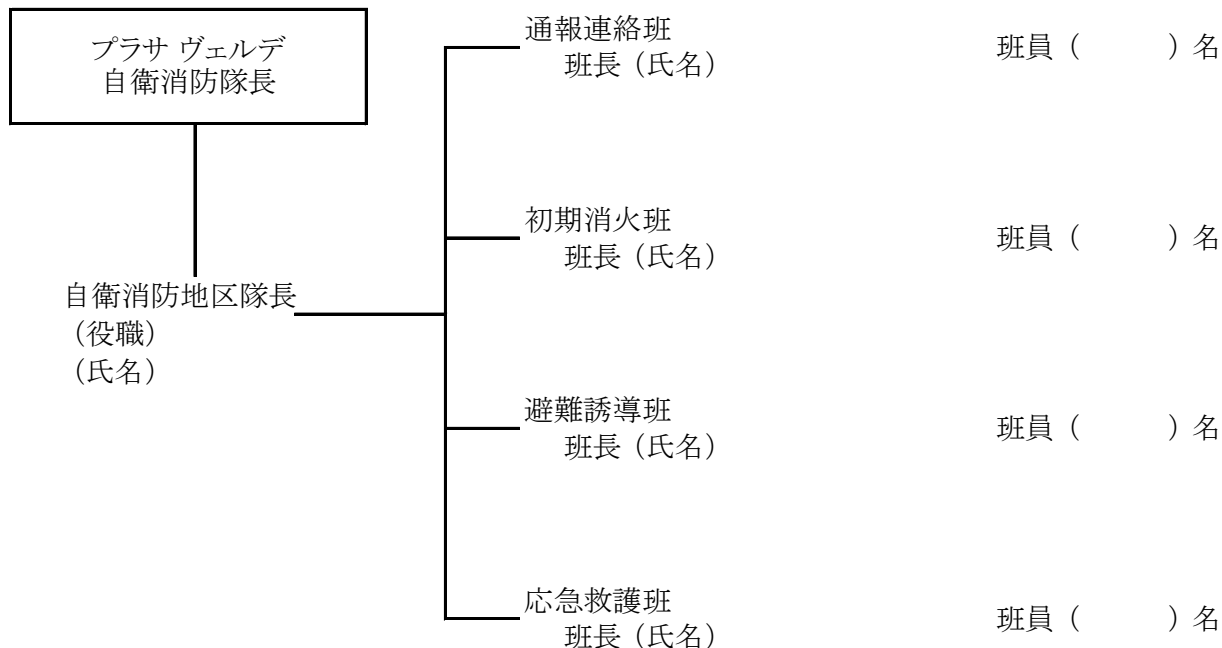 プラサ ヴェルデ
自衛消防隊長
通報連絡班
班長（氏名）
班員（　　　）名
初期消火班
班長（氏名）
班員（　　　）名
自衛消防地区隊長
（役職）
（氏名）
避難誘導班
班長（氏名）
班員（　　　）名
応急救護班
班長（氏名）
班員（　　　）名